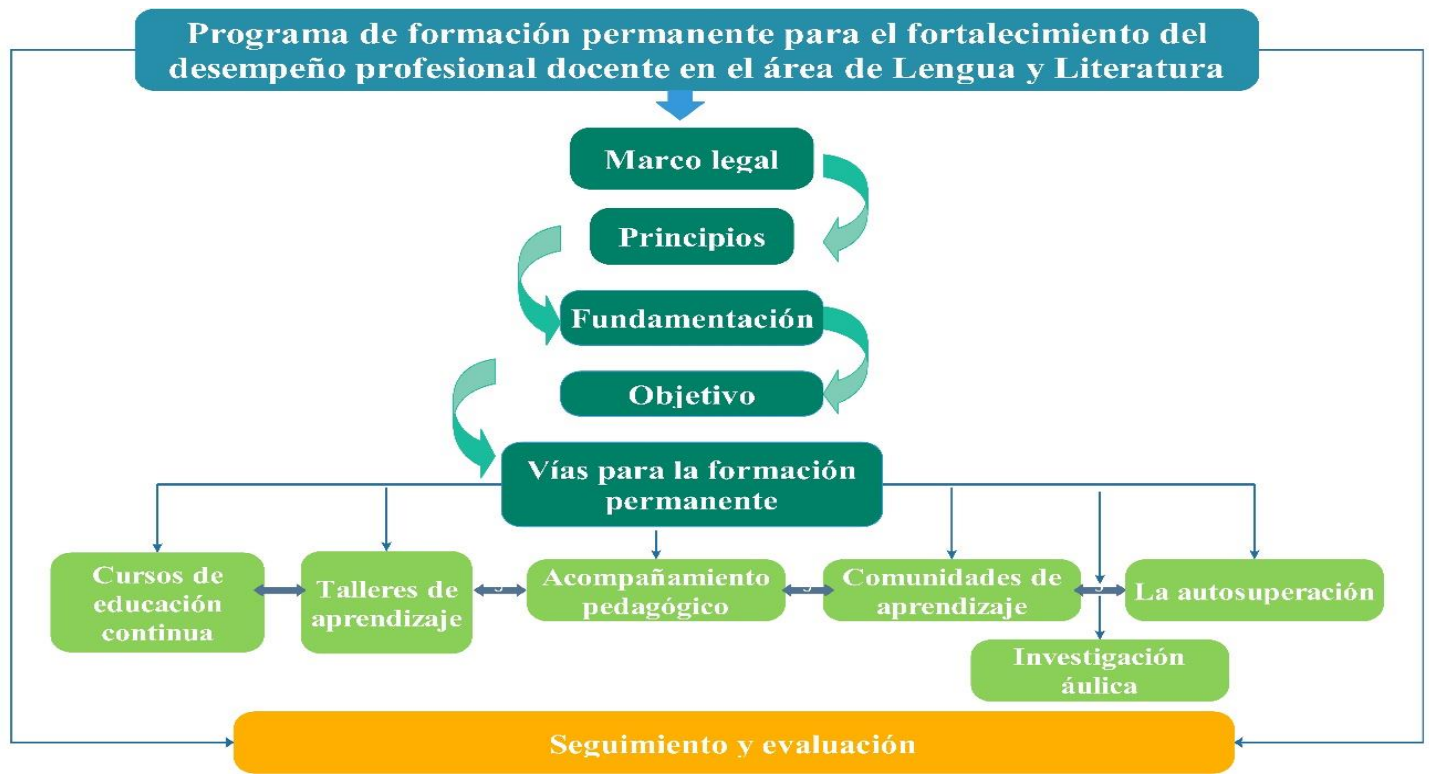 Programa de formación permanente para el fortalecimiento del
desempeño profesional docente en el área de Lengua y Literatura
Marco legal
Principios
Fundamentación
Objetivo
Vías para la formación
permanente
Cursos de
educación
continua
Talleres de
aprendizaje
Acompañamiento
pedagógico
Comunidades de
aprendizaje
La autosuperación
Investigación
áulica
Seguimiento y evaluación